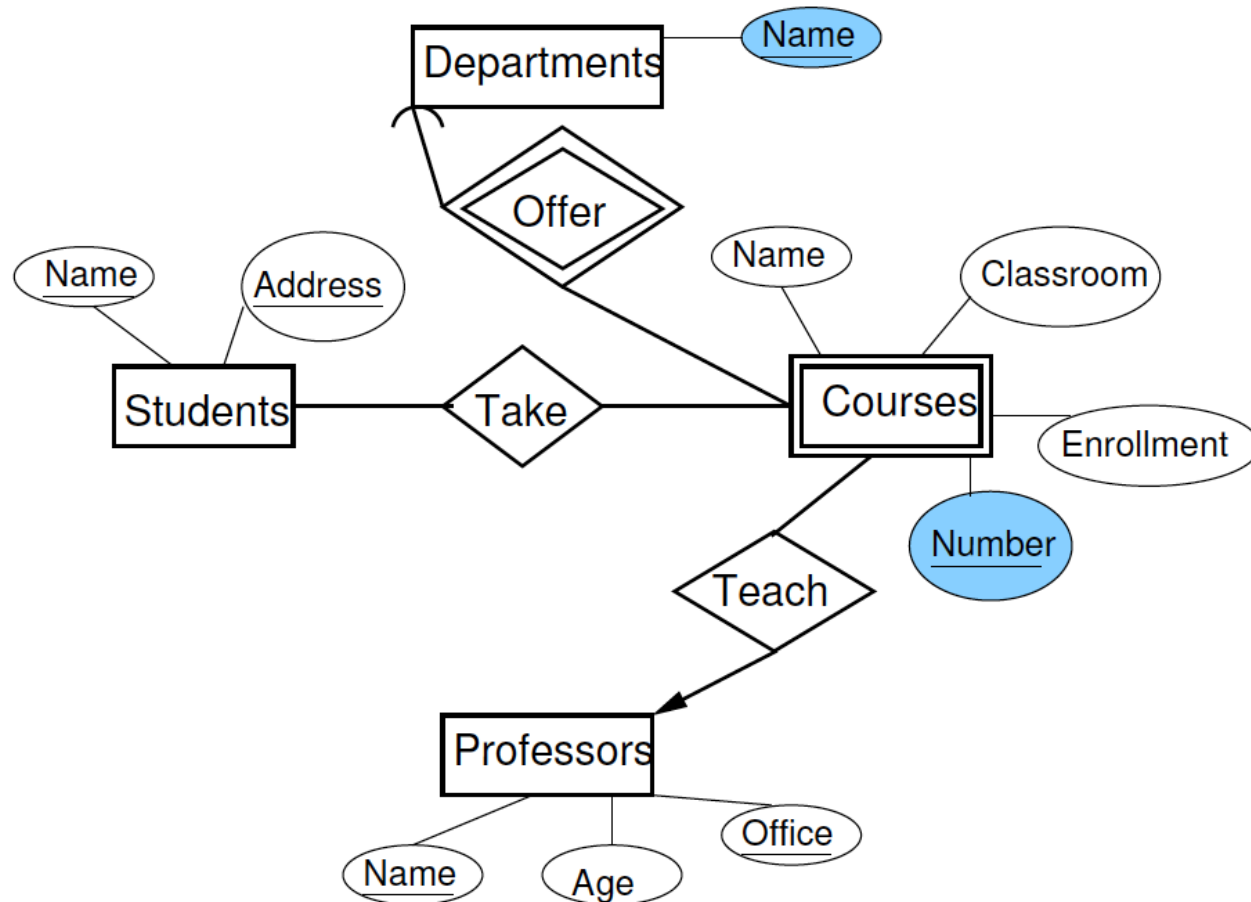 Name
Departments
Offer
Name
Classroom
Name
Address
Students
Take
Courses
Enrollment
Number
Teach
Professors
Office
Name
Age